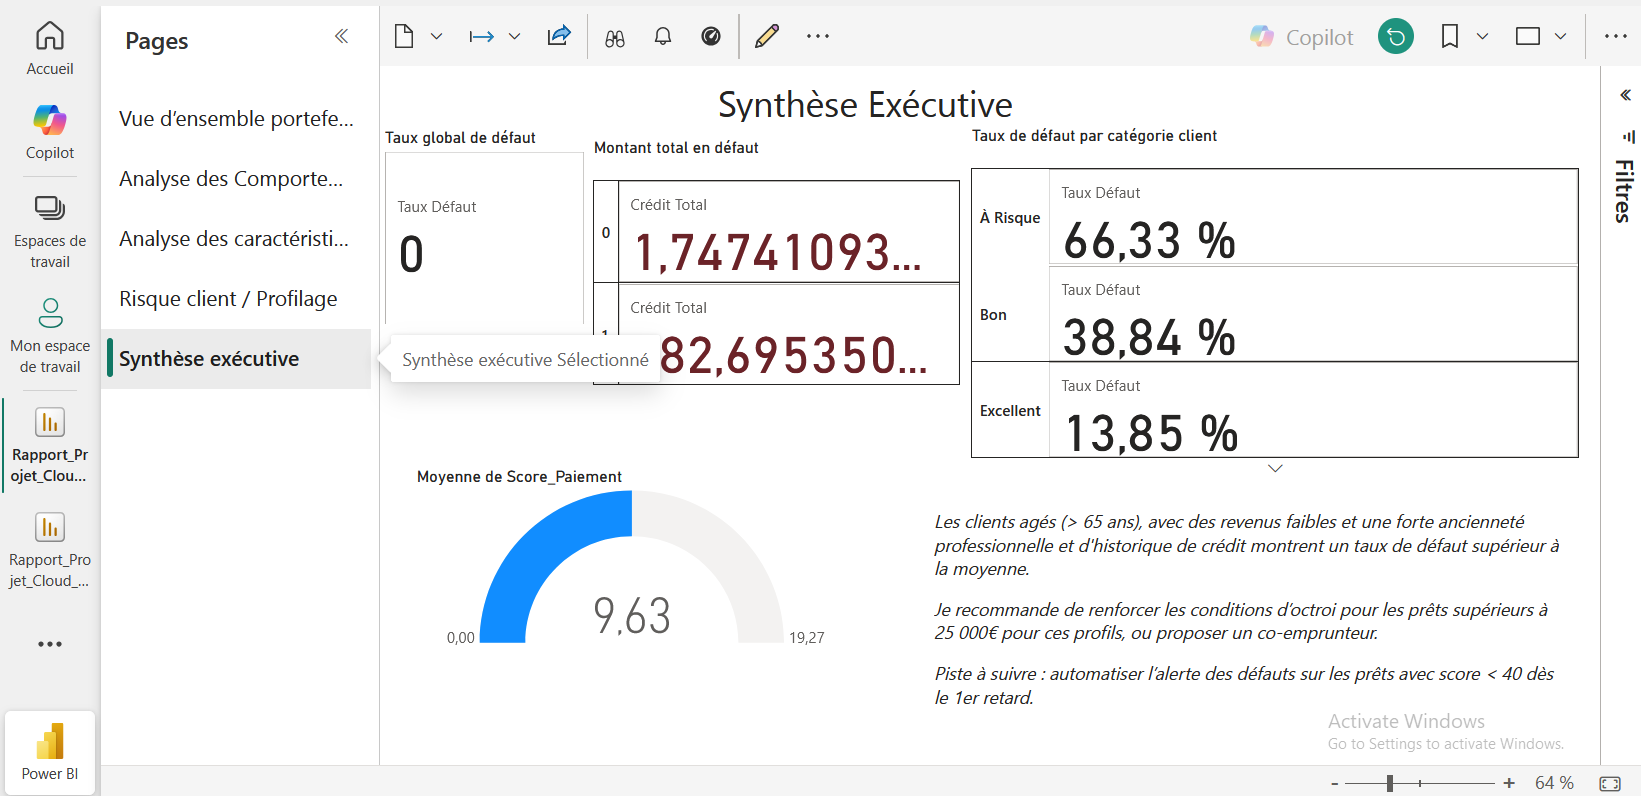 Accueil
Copilot
Espaces de
travail
Mon espace
de travail
Rapport_Pr
ojet_Clou...
Rapport_Pro
jet_Cloud_...
Power BI
Pages
Vue d’ensemble portefe...
Analyse des Comporte...
Analyse des caractéristi...
Risque client / Profilage
Synthèse exécutive
Synthèse exécutive Sélectionné
Copilot
Synthèse Exécutive
Taux global de défaut
Taux Défaut
0
Montant total en défaut
0
Crédit Total
1,74741093...
Crédit Total
82,695350...
Taux de défaut par catégorie client
À Risque
Taux Défaut
66,33 %
Bon
Taux Défaut
38,84 %
Excellent
Taux Défaut
13,85 %
Moyenne de Score_Paiement
9,63
0,00
19,27
Les clients agés (> 65 ans), avec des revenus faibles et une forte ancienneté
professionnelle et d'historique de crédit montrent un taux de défaut supérieur à
la moyenne.
Je recommande de renforcer les conditions d’octroi pour les prêts supérieurs à
25 000€ pour ces profils, ou proposer un co-emprunteur.
Piste à suivre : automatiser l’alerte des défauts sur les prêts avec score < 40 dès
le 1er retard.
Filtres
Activate Windows
Go to Settings to activate Windows.
64 %